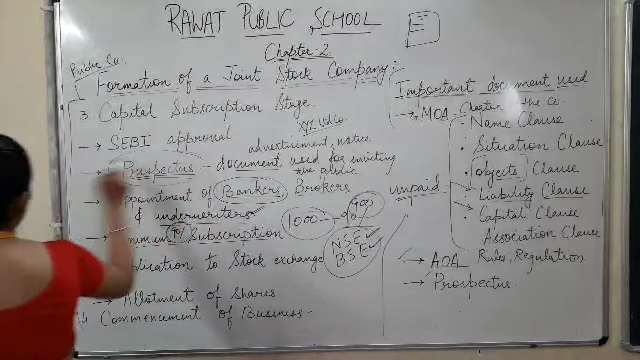 RAWAT PUBLIC SCHOOL
Chapter-2
Public Co.
Formation of a Joint Stock Company:
3. Capital Subscription Stage
→ SEBI approval
advertisement, notice
→ Prospectus - document used for inviting
the public
Appointment of Bankers Brokers
& underwriters
Subscription
1000
900
NSE ✓
BSE ✓
Application to Stock exchange
→ Allotment of shares
4 Commencement of Business.
Important document used
→ MOA - Charter the co.
Name Clause
• Situation Clause
• objects Clause
unpaid
• Liability Clause
• Capital Clause
Association Clause
→ AOA Rules, Regulation
→ Prospectus.